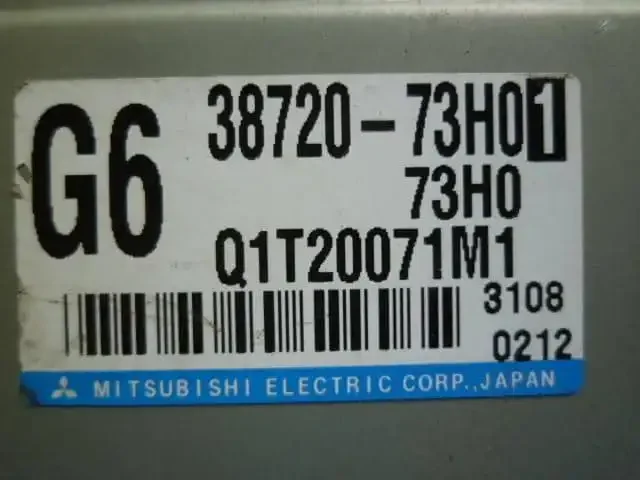 G6 38720-73H01
73H0
Q1T20071M1
3108
0212
MITSUBISHI ELECTRIC CORP.,JAPAN